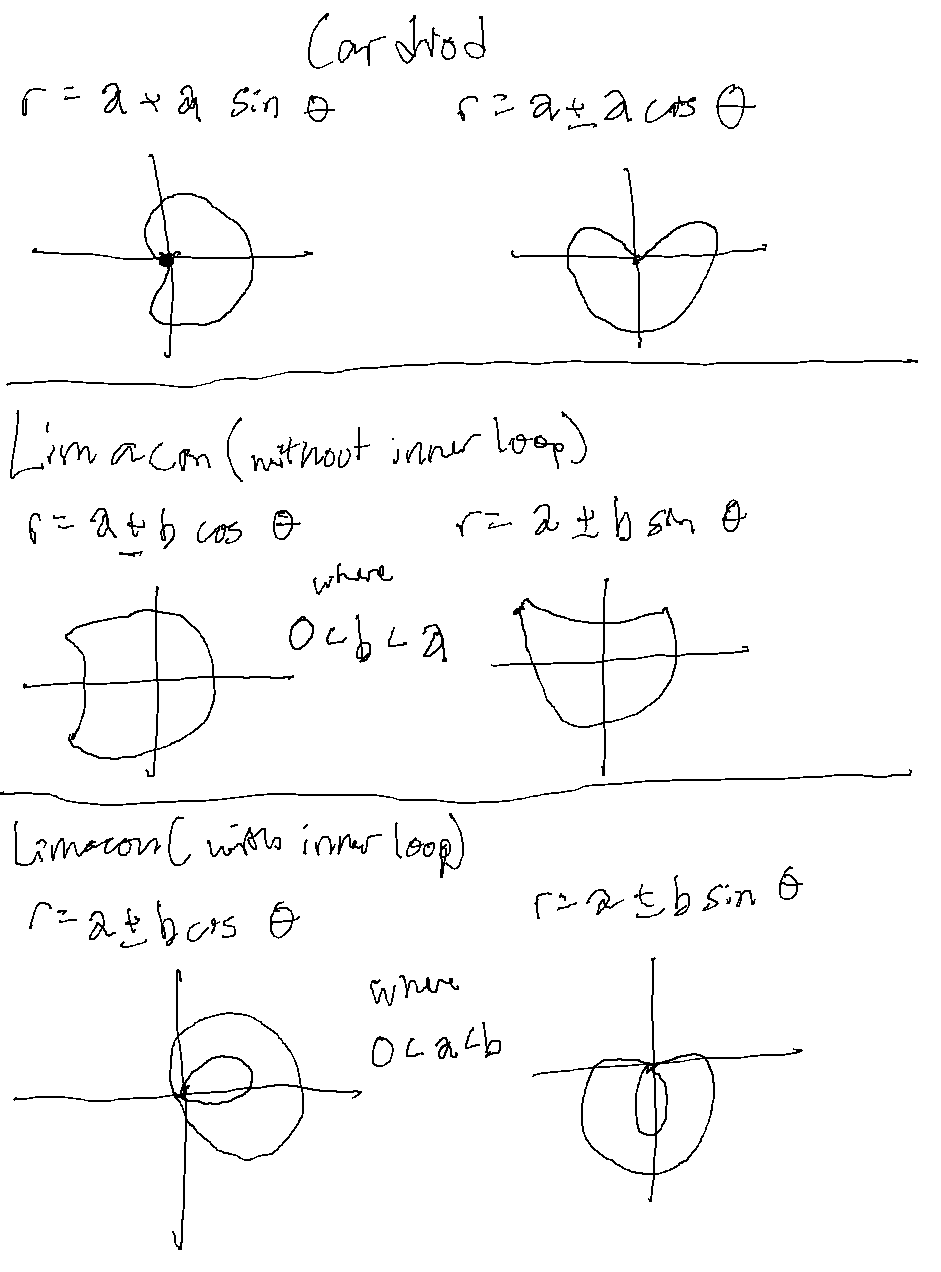 Cardiod
r = a ± a sin θ r = a ± a cos θ
Limacon (without inner loop)
r = a ± b cos θ r = a ± b sin θ
where
0 < b < a
Limacon (with inner loop)
r = a ± b cos θ r = a ± b sin θ
where
0 < a < b